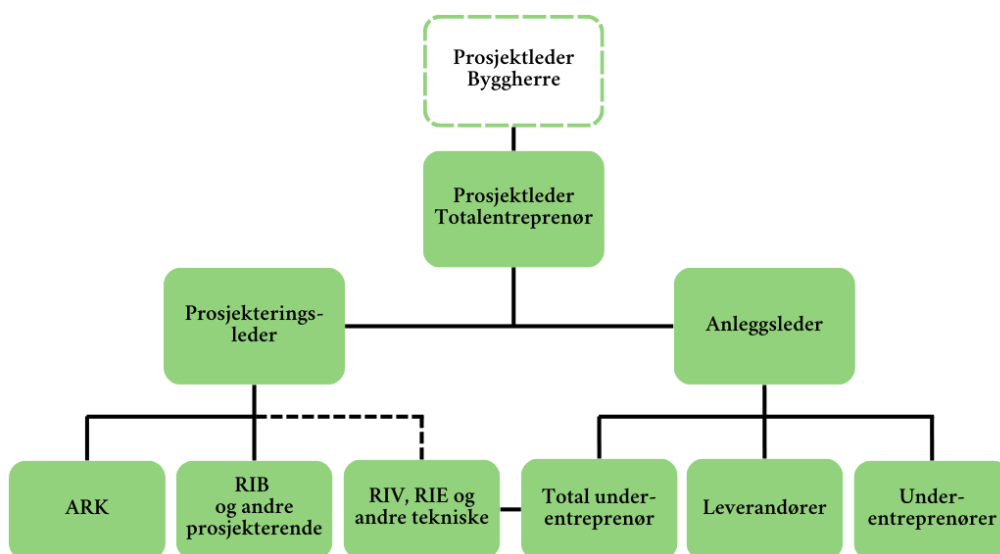 Prosjektleder
Byggherre
Prosjektleder
Totalentreprenør
Prosjekterings-
leder
Anleggsleder
ARK
RIB
og andre
prosjekterende
RIV, RIE og
andre tekniske
Total under-
entreprenør
Leverandører
Under-
entreprenører